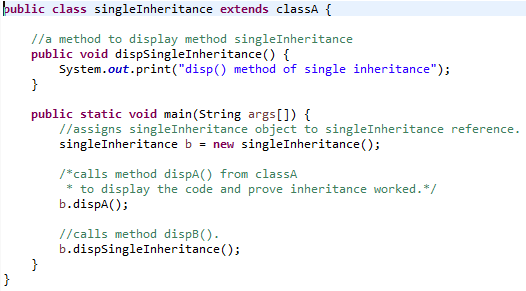 public class singleInheritance extends classA {
//a method to display method singleInheritance
public void dispSingleInheritance() {
System.out.print("disp() method of single inheritance");
}
public static void main(String args[]) {
//assigns singleInheritance object to singleInheritance reference.
singleInheritance b = new singleInheritance();
/*calls method dispA() from classA
* to display the code and prove inheritance worked.*/
b.dispA();
//calls method dispB().
b.dispSingleInheritance();
}
}